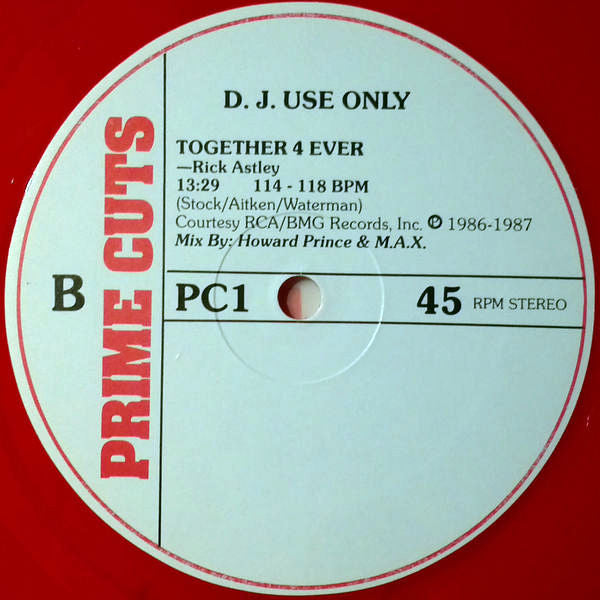 D. J. USE ONLY
TOGETHER 4 EVER
—Rick Astley
13:29 114 - 118 BPM
(Stock/Aitken/Waterman)
Courtesy RCA/BMG Records, Inc. ℗ 1986-1987
Mix By: Howard Prince & M.A.X.
B
PRIME CUTS
PC1
45 RPM STEREO